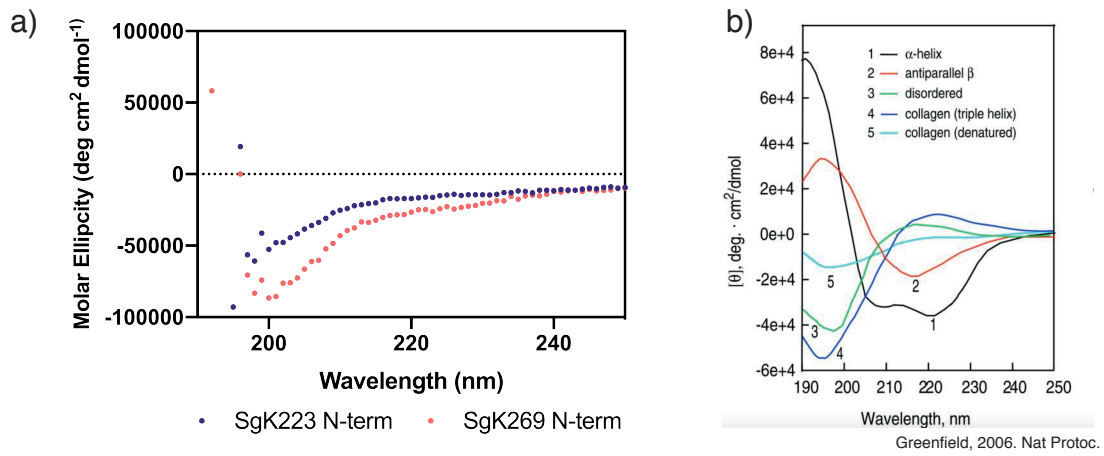 a)
Molar Ellipcity (deg cm² dmol⁻¹)
100000
50000
0
-50000
-100000
200
220
240
Wavelength (nm)
SgK223 N-term
SgK269 N-term
b)
[θ], deg. · cm²/dmol
8e+4
6e+4
4e+4
2e+4
0e+0
-2e+4
-4e+4
-6e+4
1 α-helix
2 antiparallel β
3 disordered
4 collagen (triple helix)
5 collagen (denatured)
5
2
3
4
1
190
195
200
210
220
230
240
250
Wavelength, nm
Greenfield, 2006. Nat Protoc.